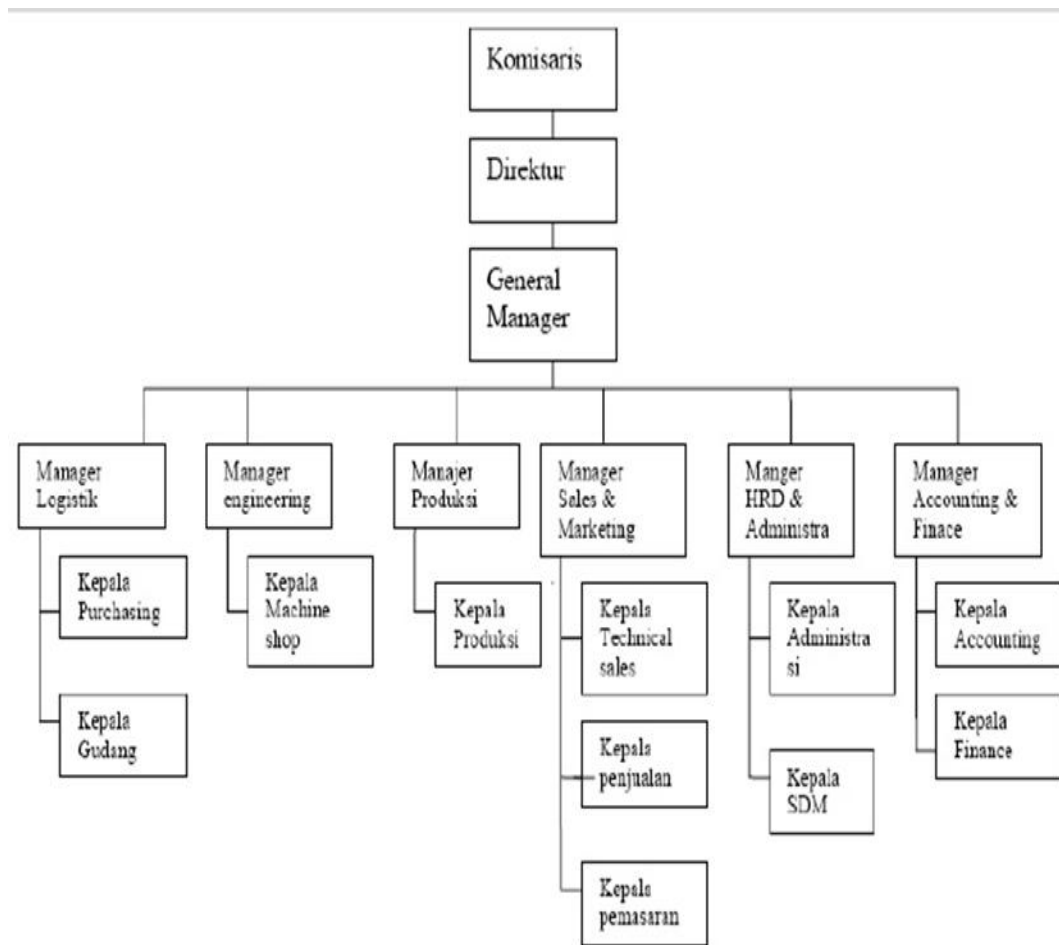 Komisaris
Direktur
General
Manager
Manager
Logistik
Manager
engineering
Manajer
Produksi
Manager
Sales &
Marketing
Manger
HRD &
Administra
Manager
Accounting &
Finace
Kepala
Purchasing
Kepala
Gudang
Kepala
Machine
shop
Kepala
Produksi
Kepala
Technical
sales
Kepala
penjualan
Kepala
pemasaran
Kepala
Administra
si
Kepala
SDM
Kepala
Accounting
Kepala
Finance